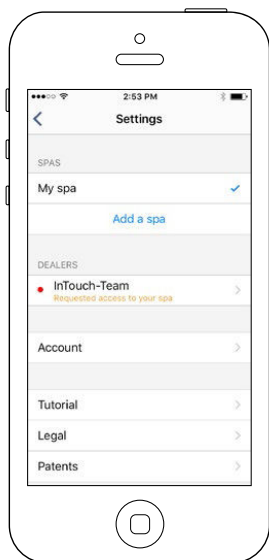 2:53 PM
Settings
SPAS
My spa
Add a spa
DEALERS
InTouch-Team
Requested access to your spa
Account
Tutorial
Legal
Patents